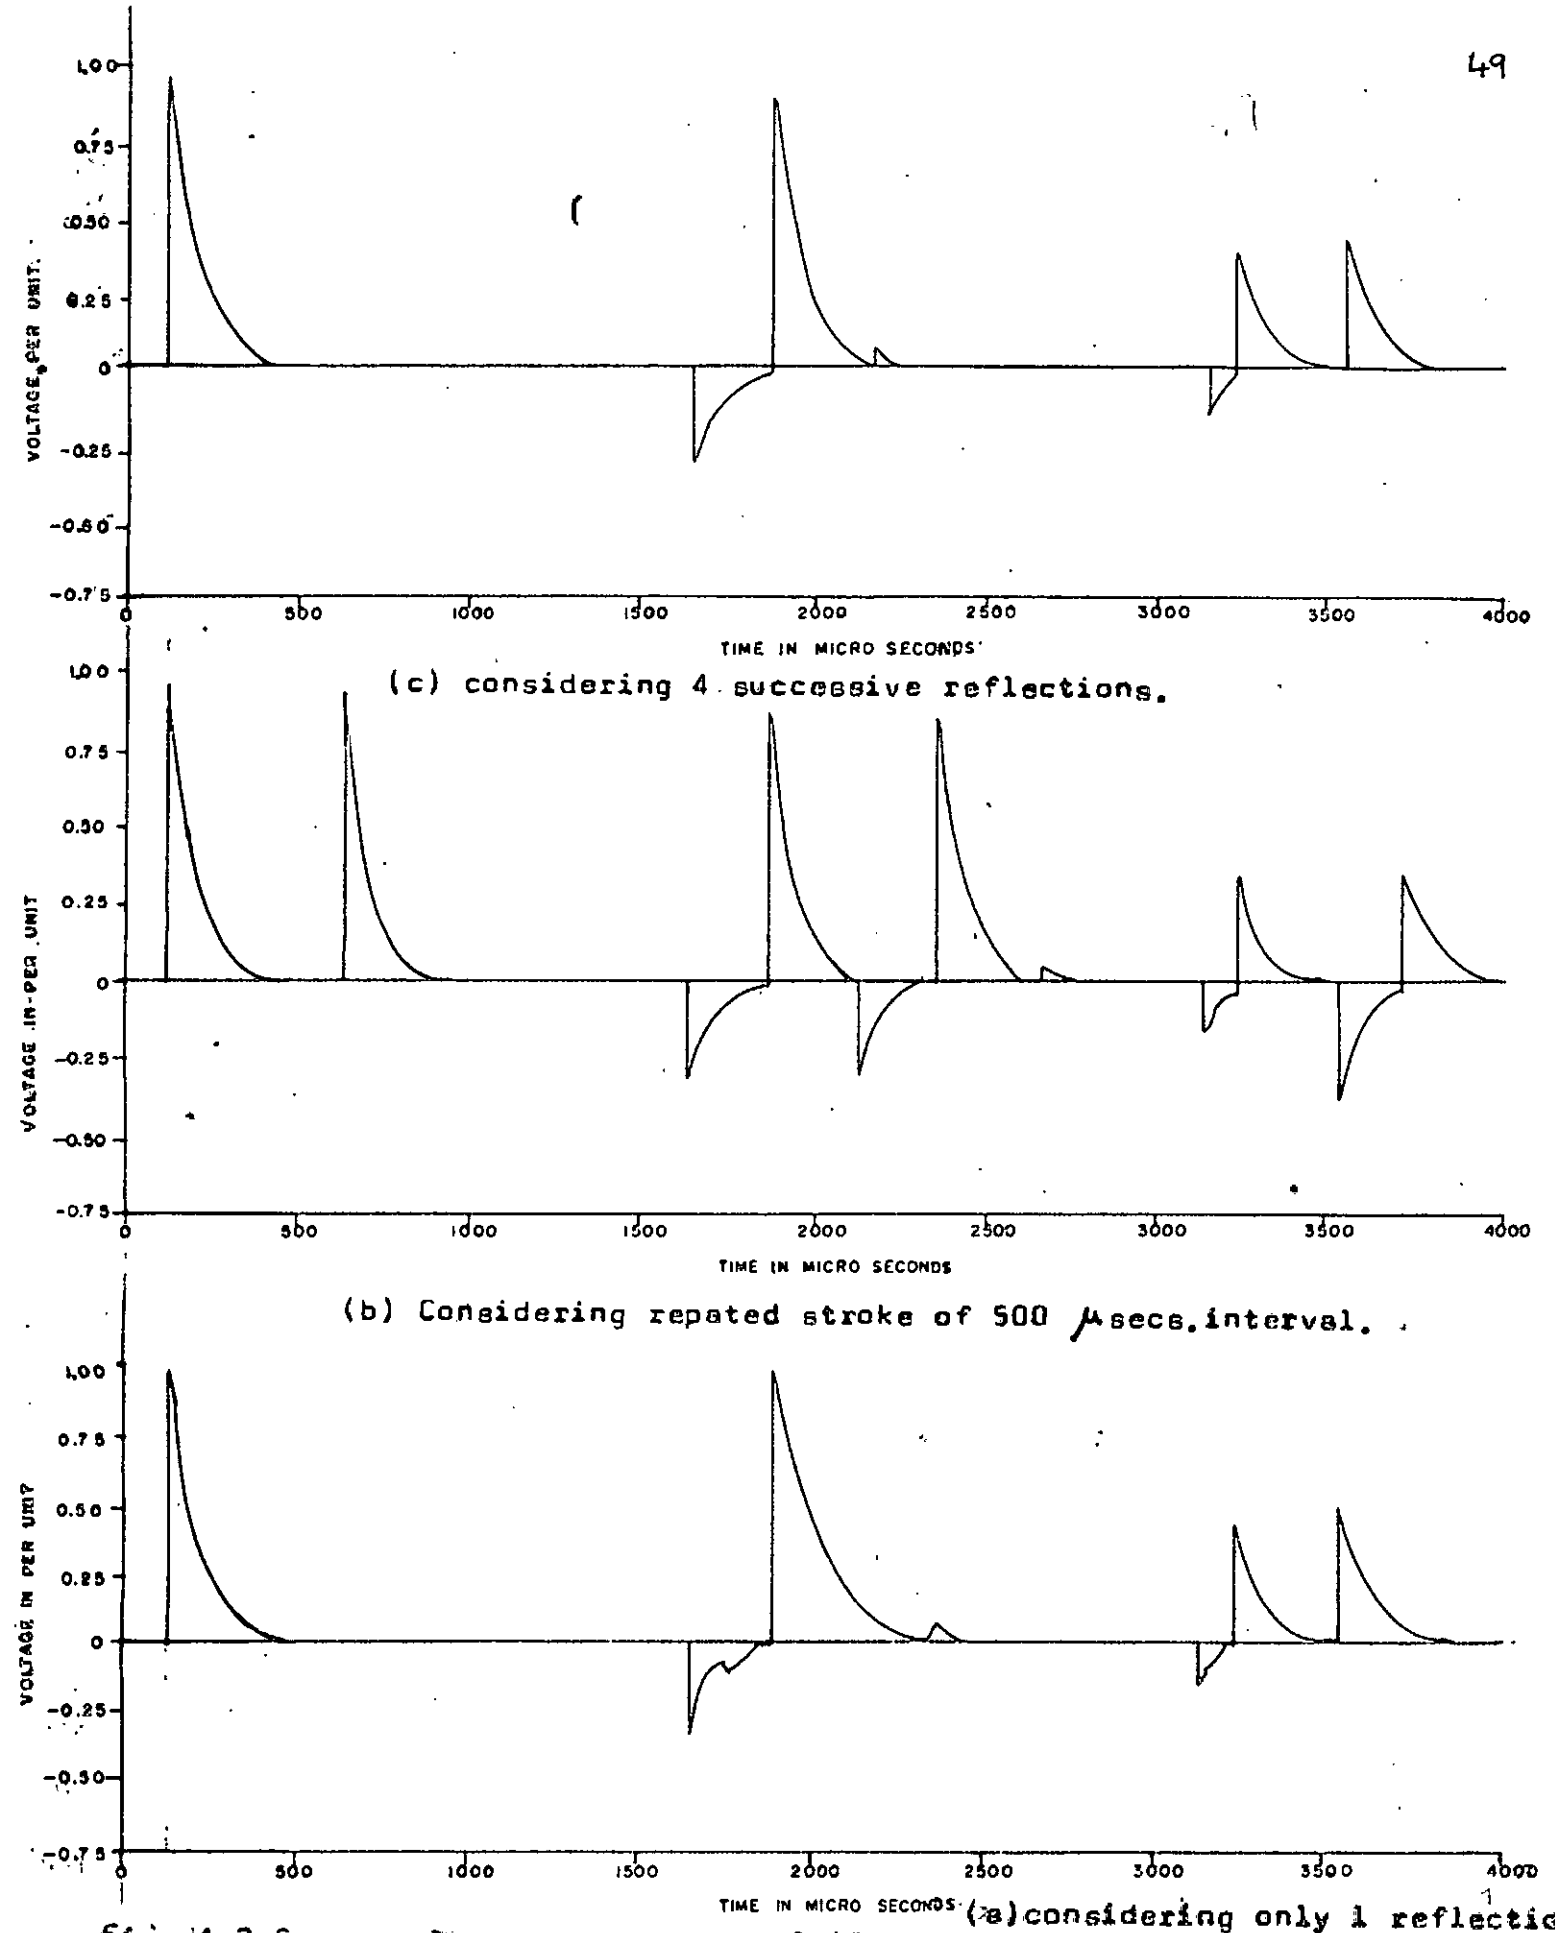 49
1.00
0.75
0.50
0.25
0
-0.25
-0.50
-0.75
VOLTAGE, PER UNIT.
0 500 1000 1500 2000 2500 3000 3500 4000
TIME IN MICRO SECONDS
(c) considering 4 successive reflections.
1.00
0.75
0.50
0.25
0
-0.25
-0.50
-0.75
VOLTAGE IN-PER UNIT
0 500 1000 1500 2000 2500 3000 3500 4000
TIME IN MICRO SECONDS
(b) Considering repated stroke of 500 μsecs. interval.
1.00
0.75
0.50
0.25
0
-0.25
-0.50
-0.75
VOLTAGE IN PER UNIT
0 500 1000 1500 2000 2500 3000 3500 4000
TIME IN MICRO SECONDS
(a)considering only 1 reflectio